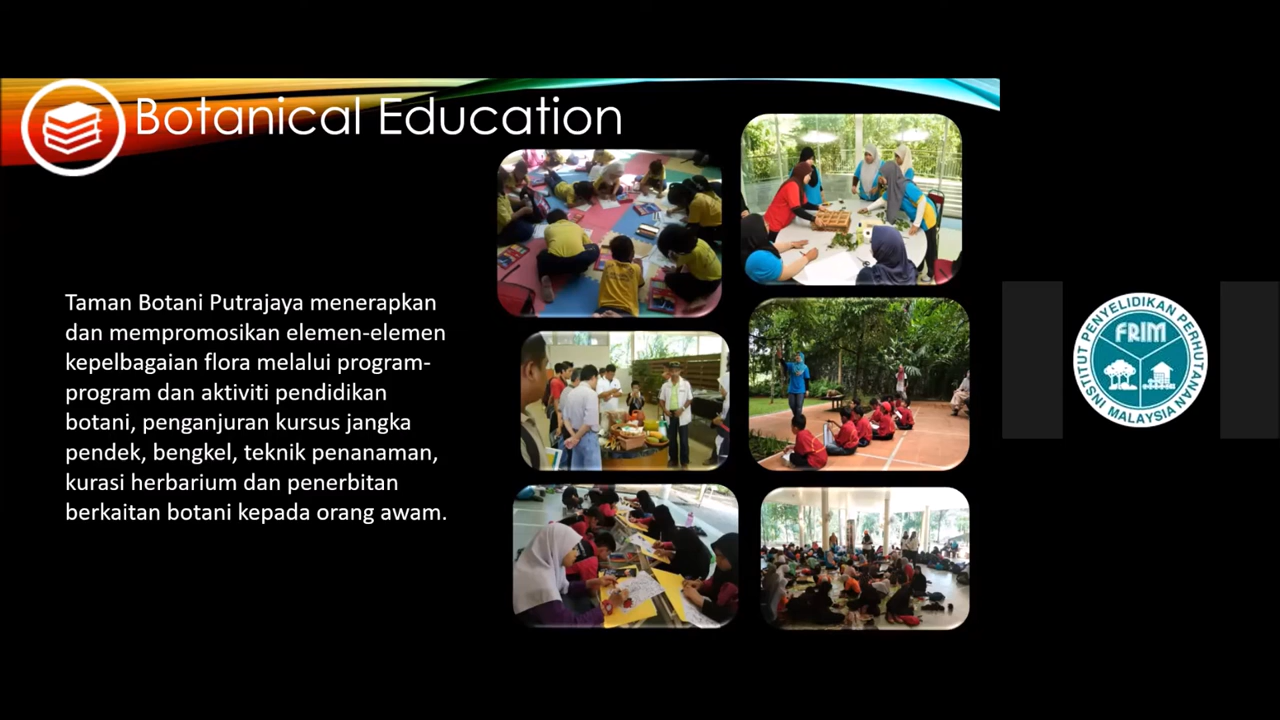 Botanical Education
Taman Botani Putrajaya menerapkan
dan mempromosikan elemen-elemen
kepelbagaian flora melalui program-
program dan aktiviti pendidikan
botani, penganjuran kursus jangka
pendek, bengkel, teknik penanaman,
kurasi herbarium dan penerbitan
berkaitan botani kepada orang awam.
INSTITUT PENYELIDIKAN PERHUTANAN
FRIM
MALAYSIA